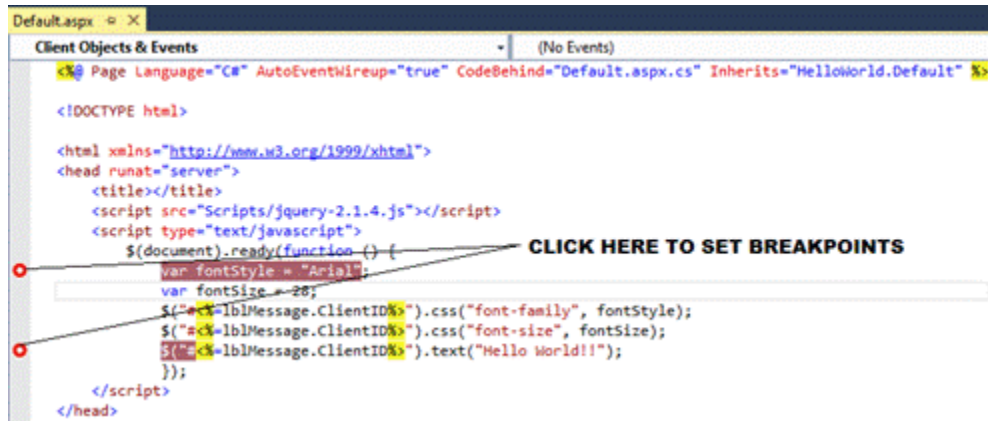 Default.aspx
Client Objects & Events (No Events)
<%@ Page Language="C#" AutoEventWireup="true" CodeBehind="Default.aspx.cs" Inherits="HelloWorld.Default" %>
<!DOCTYPE html>
<html xmlns="http://www.w3.org/1999/xhtml">
<head runat="server">
<title></title>
<script src="Scripts/jquery-2.1.4.js"></script>
<script type="text/javascript">
$(document).ready(function () {
CLICK HERE TO SET BREAKPOINTS
var fontStyle = "Arial";
var fontSize = 28;
$("#<%=lblMessage.ClientID%>").css("font-family", fontStyle);
$("#<%=lblMessage.ClientID%>").css("font-size", fontSize);
$("#<%=lblMessage.ClientID%>").text("Hello World!!");
});
</script>
</head>